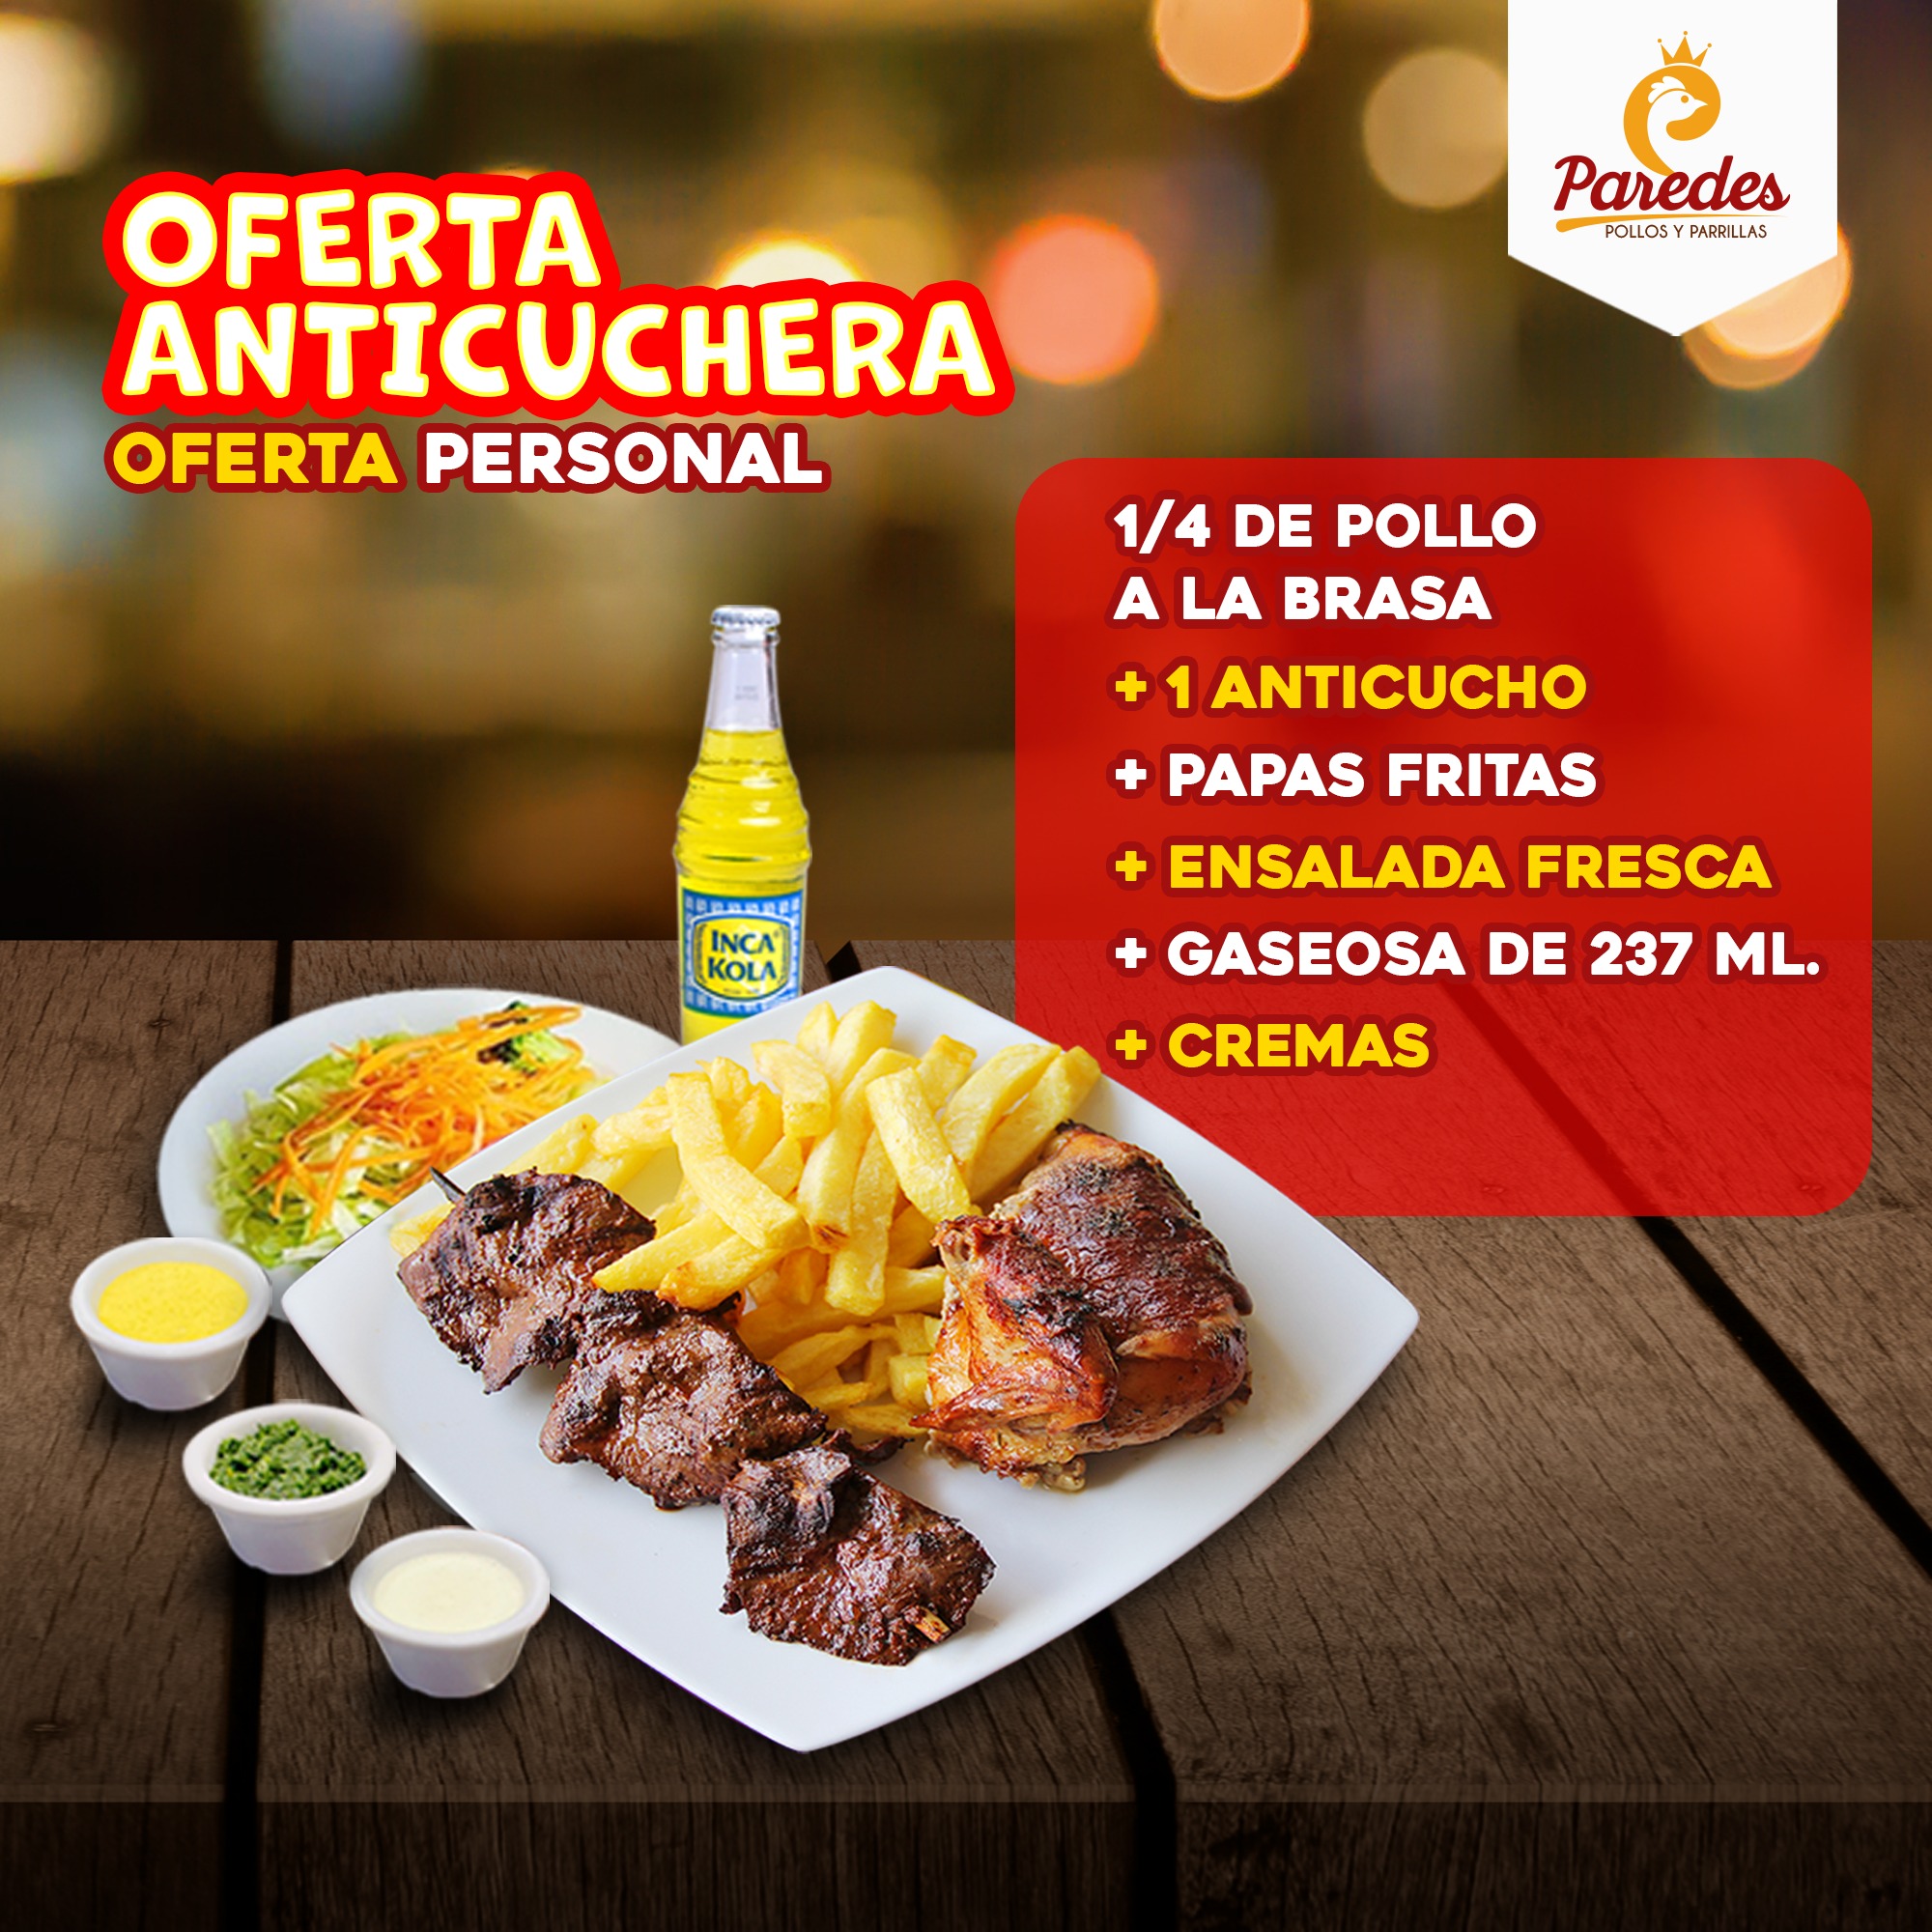 Paredes
POLLOS Y PARRILLAS
OFERTA
ANTICUCHERA
OFERTA PERSONAL
1/4 DE POLLO
A LA BRASA
+ 1 ANTICUCHO
+ PAPAS FRITAS
+ ENSALADA FRESCA
+ GASEOSA DE 237 ML.
+ CREMAS
INCA
KOLA